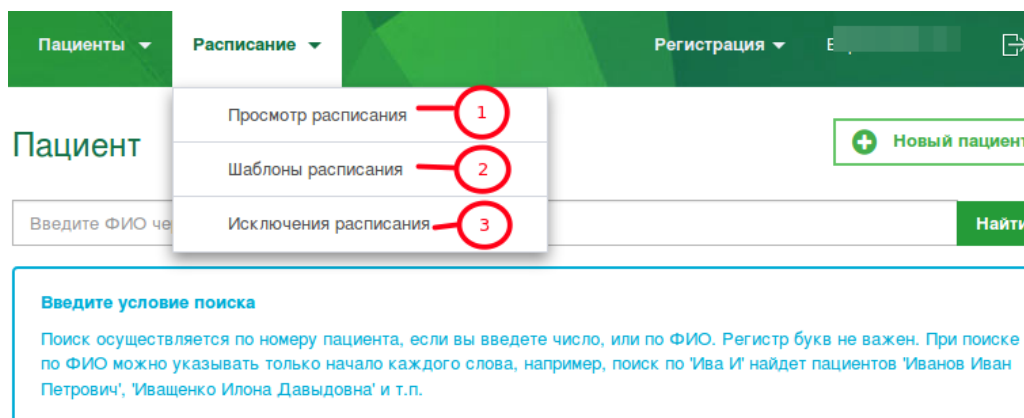 Пациенты Расписание Регистрация
Просмотр расписания 1
Пациент Новый пациент
Шаблоны расписания 2
Введите ФИО Исключения расписания 3 Найти
Введите условие поиска
Поиск осуществляется по номеру пациента, если вы введете число, или по ФИО. Регистр букв не важен. При поиске
по ФИО можно указывать только начало каждого слова, например, поиск по 'Ива И' найдет пациентов 'Иванов Иван
Петрович', 'Иващенко Илона Давыдовна' и т.п.